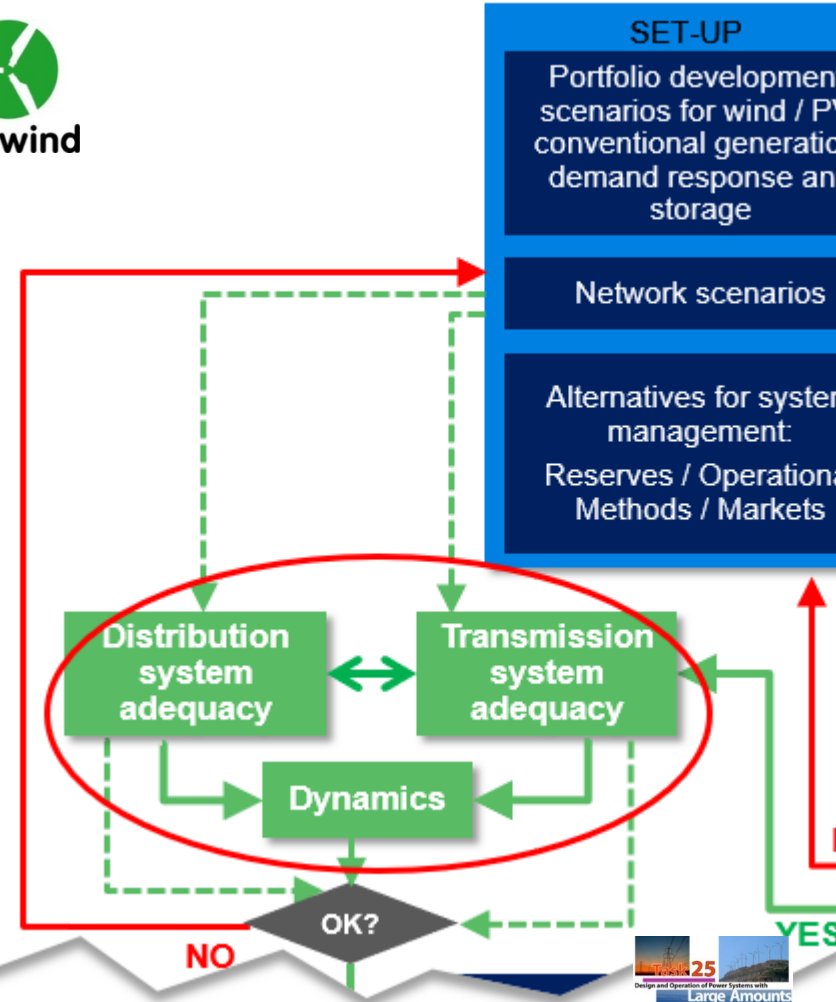 wind
SET-UP
Portfolio developmen
scenarios for wind / PV
conventional generatio
demand response an
storage
Network scenarios
Alternatives for system
management:
Reserves / Operationa
Methods / Markets
Distribution
system
adequacy
Transmission
system
adequacy
Dynamics
OK?
NO
YES
Task 25
Design and Operation of Power Systems with
Large Amounts